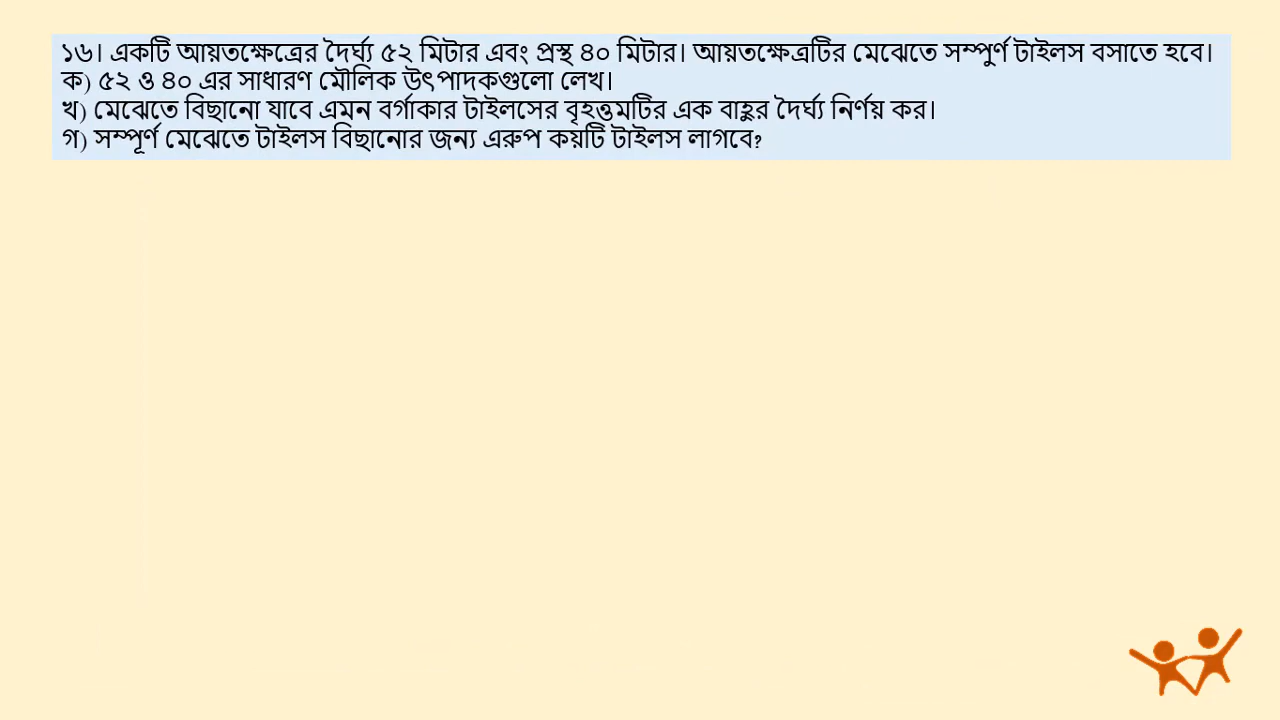 ১৬। একটি আয়তক্ষেত্রের দৈর্ঘ্য ৫২ মিটার এবং প্রস্থ ৪০ মিটার। আয়তক্ষেত্রটির মেঝেতে সম্পুর্ণ টাইলস বসাতে হবে।
ক) ৫২ ও ৪০ এর সাধারণ মৌলিক উৎপাদকগুলো লেখ।
খ) মেঝেতে বিছানো যাবে এমন বর্গাকার টাইলসের বৃহত্তমটির এক বাহুর দৈর্ঘ্য নির্ণয় কর।
গ) সম্পূর্ণ মেঝেতে টাইলস বিছানোর জন্য এরুপ কয়টি টাইলস লাগবে?